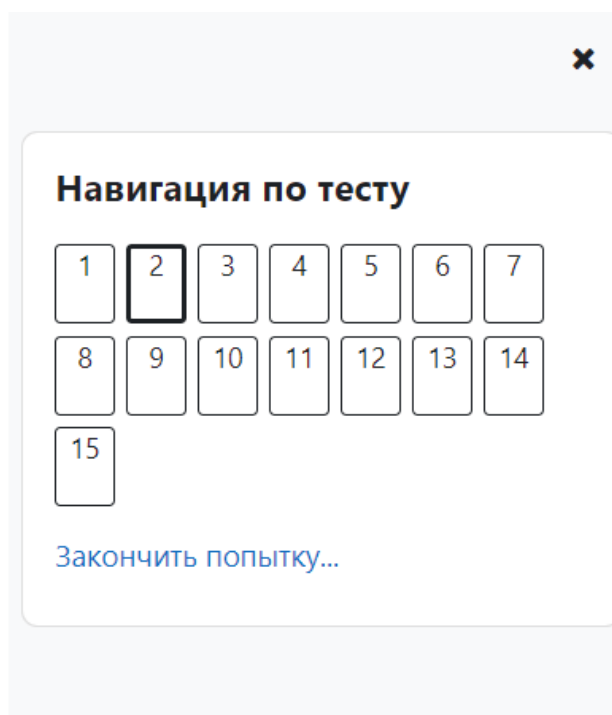 Навигация по тесту
1 2 3 4 5 6 7
8 9 10 11 12 13 14
15
Закончить попытку...